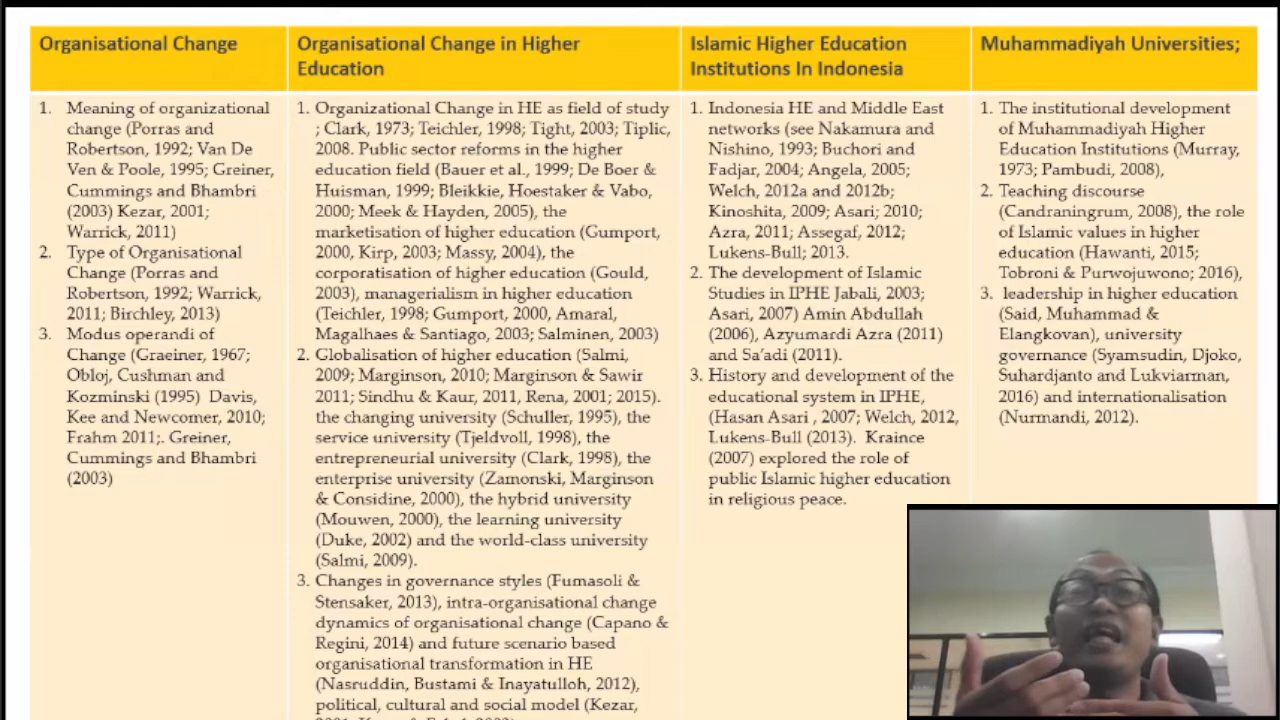 Organisational Change
Organisational Change in Higher
Education
Islamic Higher Education
Institutions In Indonesia
Muhammadiyah Universities;
1. Meaning of organizational
change (Porras and
Robertson, 1992; Van De
Ven & Poole, 1995; Greiner,
Cummings and Bhambri
(2003) Kezar, 2001;
Warrick, 2011)
2. Type of Organisational
Change (Porras and
Robertson, 1992; Warrick,
2011; Birchley, 2013)
3. Modus operandi of
Change (Graeiner, 1967;
Obloj, Cushman and
Kozminski (1995) Davis,
Kee and Newcomer, 2010;
Frahm 2011;. Greiner,
Cummings and Bhambri
(2003)
1. Organizational Change in HE as field of study
; Clark, 1973; Teichler, 1998; Tight, 2003; Tiplic,
2008. Public sector reforms in the higher
education field (Bauer et al., 1999; De Boer &
Huisman, 1999; Bleikkie, Hoestaker & Vabo,
2000; Meek & Hayden, 2005), the
marketisation of higher education (Gumport,
2000, Kirp, 2003; Massy, 2004), the
corporatisation of higher education (Gould,
2003), managerialism in higher education
(Teichler, 1998; Gumport, 2000, Amaral,
Magalhaes & Santiago, 2003; Salminen, 2003)
2. Globalisation of higher education (Salmi,
2009; Marginson, 2010; Marginson & Sawir
2011; Sindhu & Kaur, 2011, Rena, 2001; 2015).
the changing university (Schuller, 1995), the
service university (Tjeldvoll, 1998), the
entrepreneurial university (Clark, 1998), the
enterprise university (Zamonski, Marginson
& Considine, 2000), the hybrid university
(Mouwen, 2000), the learning university
(Duke, 2002) and the world-class university
(Salmi, 2009).
3. Changes in governance styles (Fumasoli &
Stensaker, 2013), intra-organisational change
dynamics of organisational change (Capano &
Regini, 2014) and future scenario based
organisational transformation in HE
(Nasruddin, Bustami & Inayatulloh, 2012),
political, cultural and social model (Kezar,
1. Indonesia HE and Middle East
networks (see Nakamura and
Nishino, 1993; Buchori and
Fadjar, 2004; Angela, 2005;
Welch, 2012a and 2012b;
Kinoshita, 2009; Asari; 2010;
Azra, 2011; Assegaf, 2012;
Lukens-Bull; 2013.
2. The development of Islamic
Studies in IPHE Jabali, 2003;
Asari, 2007) Amin Abdullah
(2006), Azyumardi Azra (2011)
and Sa'adi (2011).
3. History and development of the
educational system in IPHE,
(Hasan Asari , 2007; Welch, 2012,
Lukens-Bull (2013). Kraince
(2007) explored the role of
public Islamic higher education
in religious peace.
1. The institutional development
of Muhammadiyah Higher
Education Institutions (Murray,
1973; Pambudi, 2008),
2. Teaching discourse
(Candraningrum, 2008), the role
of Islamic values in higher
education (Hawanti, 2015;
Tobroni & Purwojuwono; 2016),
3. leadership in higher education
(Said, Muhammad &
Elangkovan), university
governance (Syamsudin, Djoko,
Suhardjanto and Lukviarman,
2016) and internationalisation
(Nurmandi, 2012).